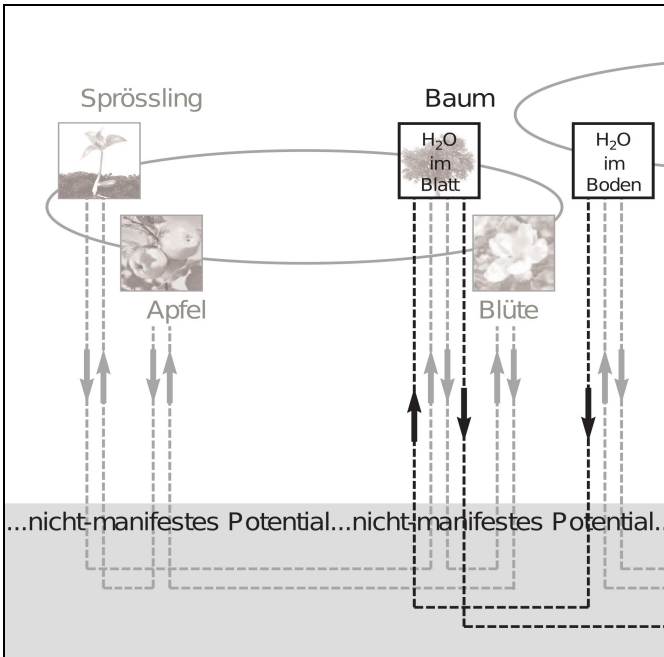 Sprössling
Baum
H₂O
im
Blatt
H₂O
im
Boden
Apfel
Blüte
...nicht-manifestes Potential...nicht-manifestes Potential..